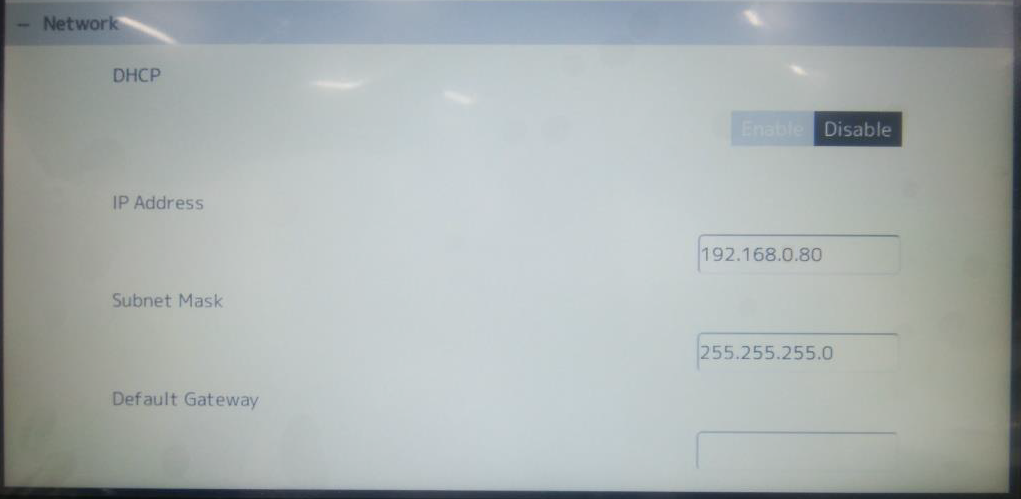 − Network
DHCP
Enable Disable
IP Address
192.168.0.80
Subnet Mask
255.255.255.0
Default Gateway